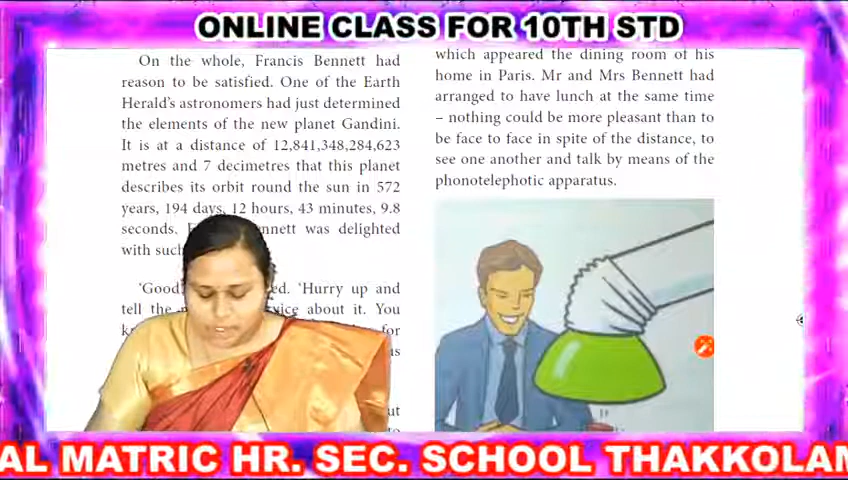 ONLINE CLASS FOR 10TH STD
On the whole, Francis Bennett had
reason to be satisfied. One of the Earth
Herald's astronomers had just determined
the elements of the new planet Gandini.
It is at a distance of 12,841,348,284,623
metres and 7 decimetres that this planet
describes its orbit round the sun in 572
years, 194 days, 12 hours, 43 minutes, 9.8
seconds. nnett was delighted
with such
'Good ed. 'Hurry up and
tell the vice about it. You
for
which appeared the dining room of his
home in Paris. Mr and Mrs Bennett had
arranged to have lunch at the same time
– nothing could be more pleasant than to
be face to face in spite of the distance, to
see one another and talk by means of the
phonotelephotic apparatus.
AL MATRIC HR. SEC. SCHOOL THAKKOLAM